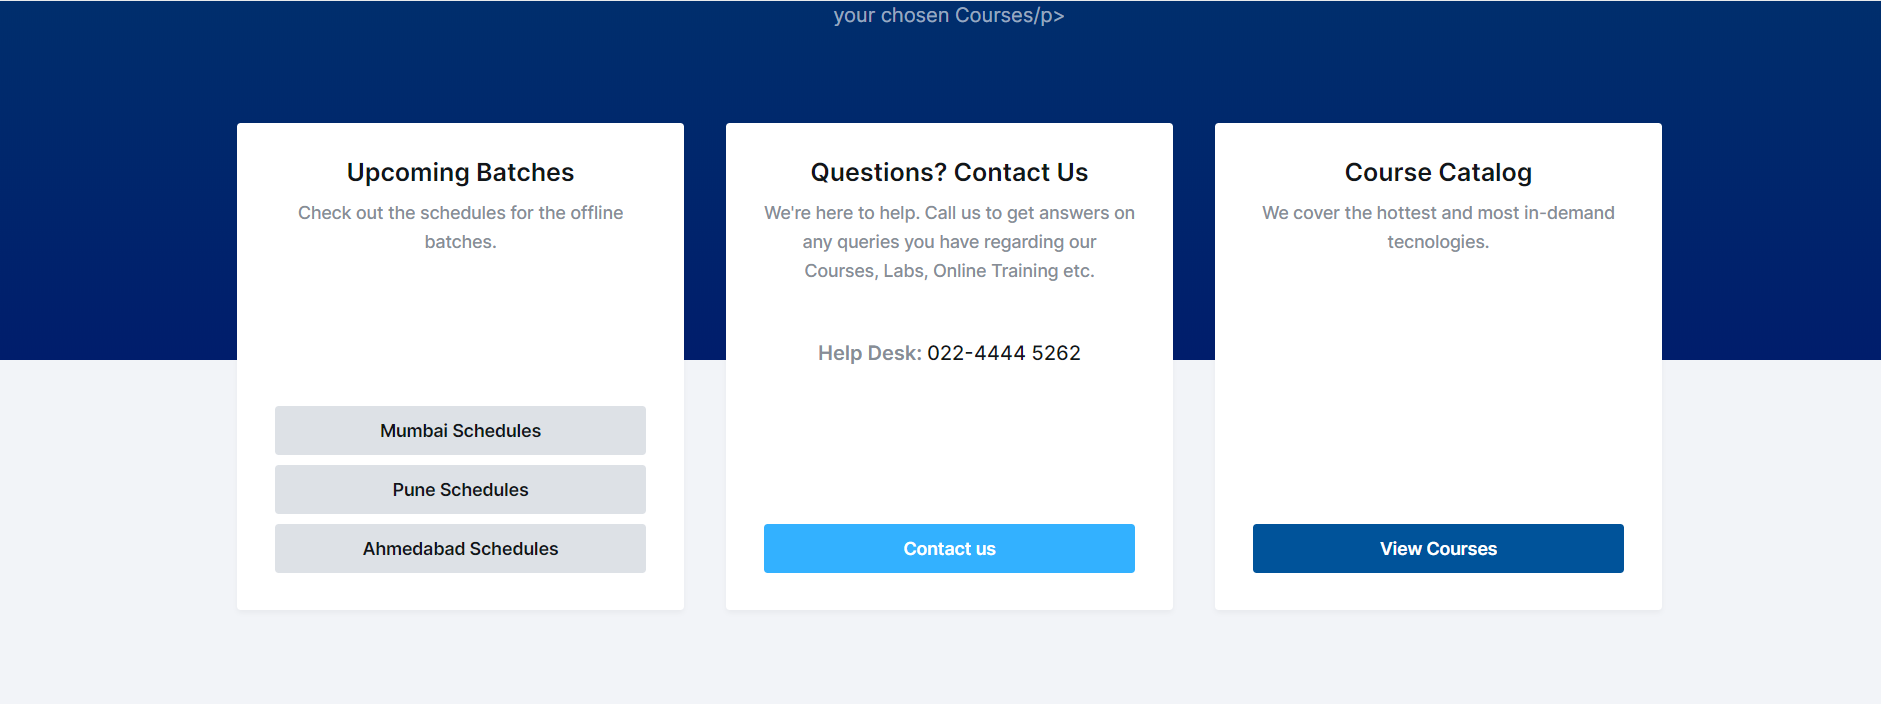 your chosen Courses/p>
Upcoming Batches
Check out the schedules for the offline
batches.
Mumbai Schedules
Pune Schedules
Ahmedabad Schedules
Questions? Contact Us
We're here to help. Call us to get answers on
any queries you have regarding our
Courses, Labs, Online Training etc.
Help Desk: 022-4444 5262
Contact us
Course Catalog
We cover the hottest and most in-demand
tecnologies.
View Courses